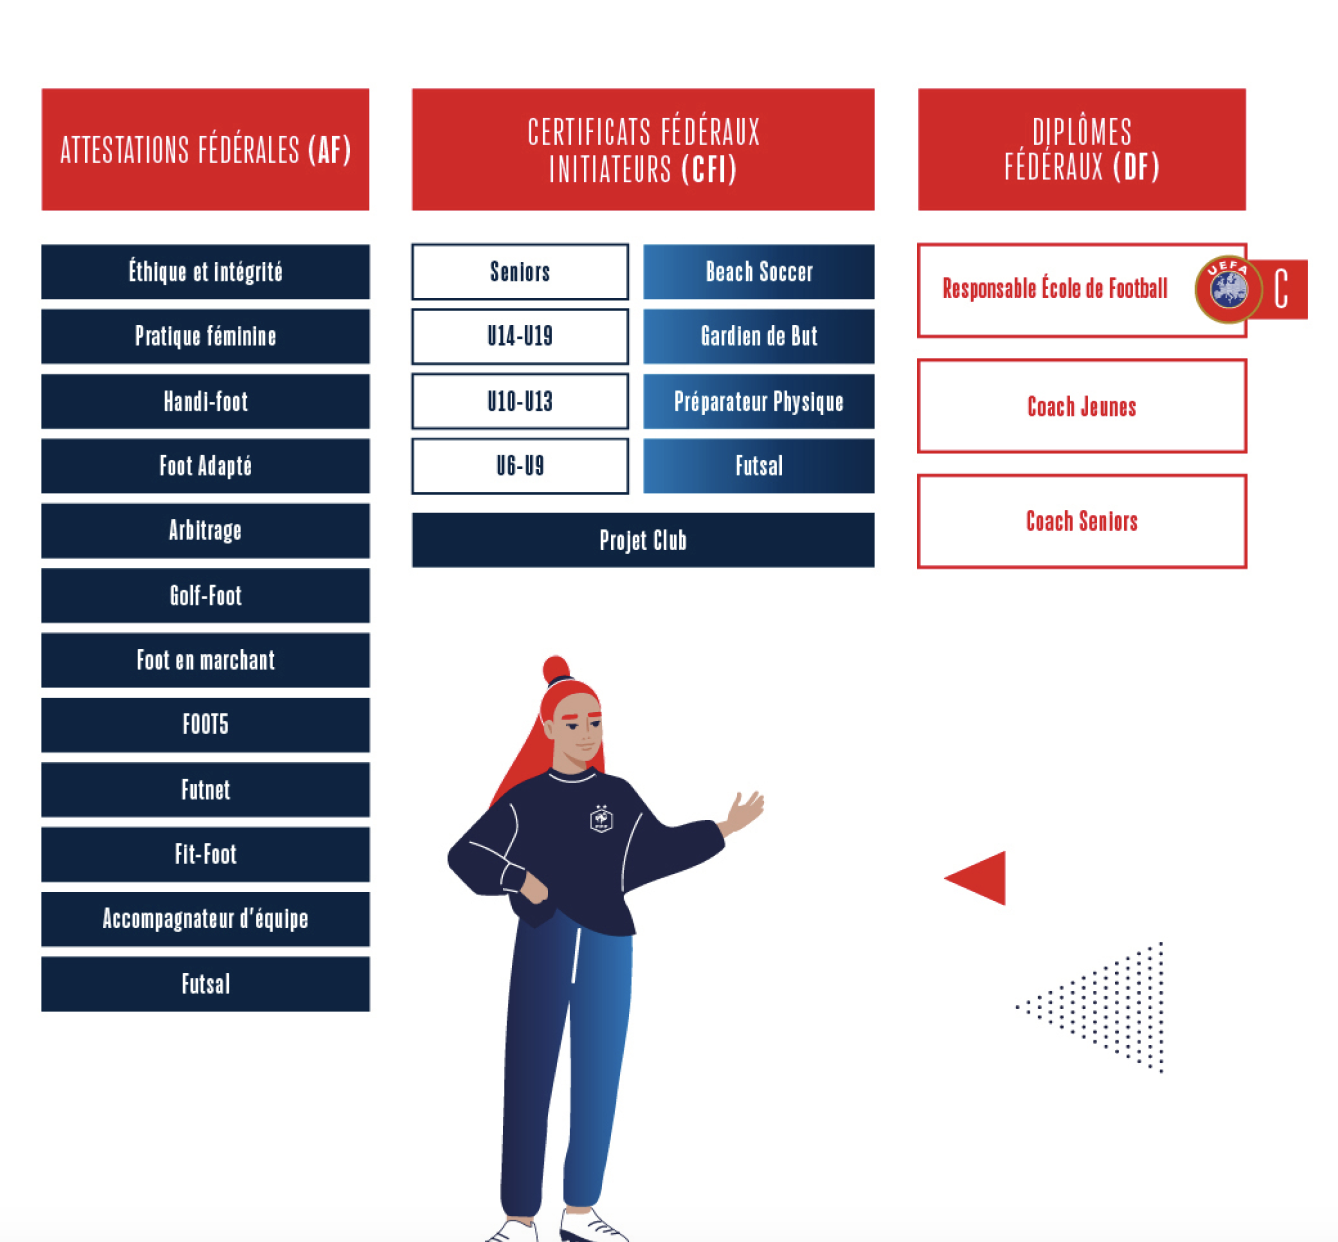 ATTESTATIONS FÉDÉRALES (AF)
Éthique et intégrité
Pratique féminine
Handi-foot
Foot Adapté
Arbitrage
Golf-Foot
Foot en marchant
FOOT5
Futnet
Fit-Foot
Accompagnateur d'équipe
Futsal
CERTIFICATS FÉDÉRAUX
INITIATEURS (CFI)
Seniors
U14-U19
U10-U13
U6-U9
Beach Soccer
Gardien de But
Préparateur Physique
Futsal
Projet Club
DIPLÔMES
FÉDÉRAUX (DF)
Responsable École de Football
UEFA
C
Coach Jeunes
Coach Seniors
FFF